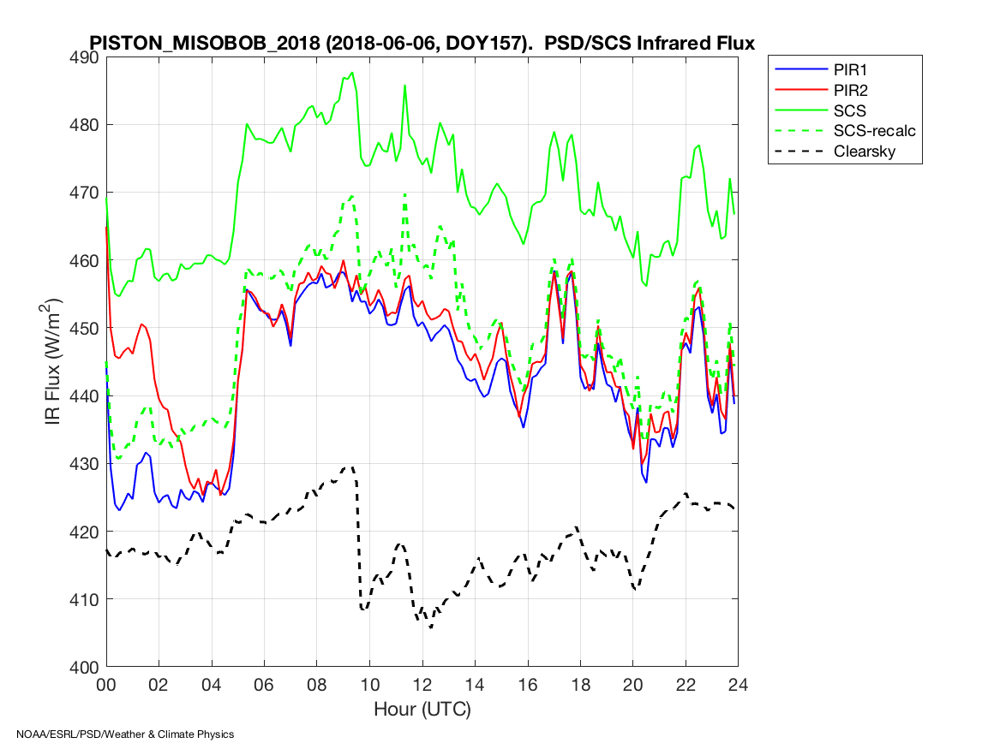 PISTON_MISOBOB_2018 (2018-06-06, DOY157).  PSD/SCS Infrared Flux
490
480
470
460
450
440
430
420
410
400
IR Flux (W/m²)
00 02 04 06 08 10 12 14 16 18 20 22 24
Hour (UTC)
PIR1
PIR2
SCS
SCS-recalc
Clearsky
NOAA/ESRL/PSD/Weather & Climate Physics